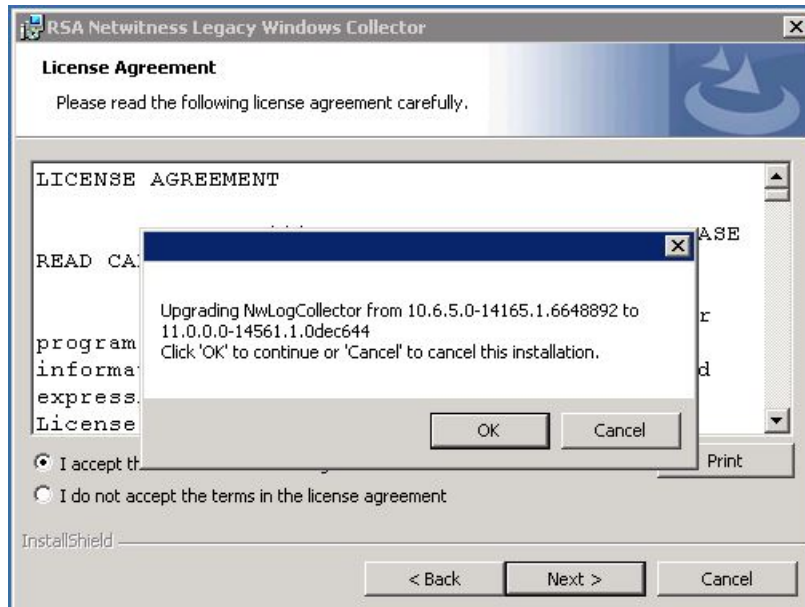 RSA Netwitness Legacy Windows Collector
License Agreement
Please read the following license agreement carefully.
LICENSE AGREEMENT
ASE
READ CA
Upgrading NwLogCollector from 10.6.5.0-14165.1.6648892 to
11.0.0.0-14561.1.0dec644
Click 'OK' to continue or 'Cancel' to cancel this installation.
r
program
informa
d
express
License
OK
Cancel
I accept th
Print
I do not accept the terms in the license agreement
InstallShield
< Back
Next >
Cancel